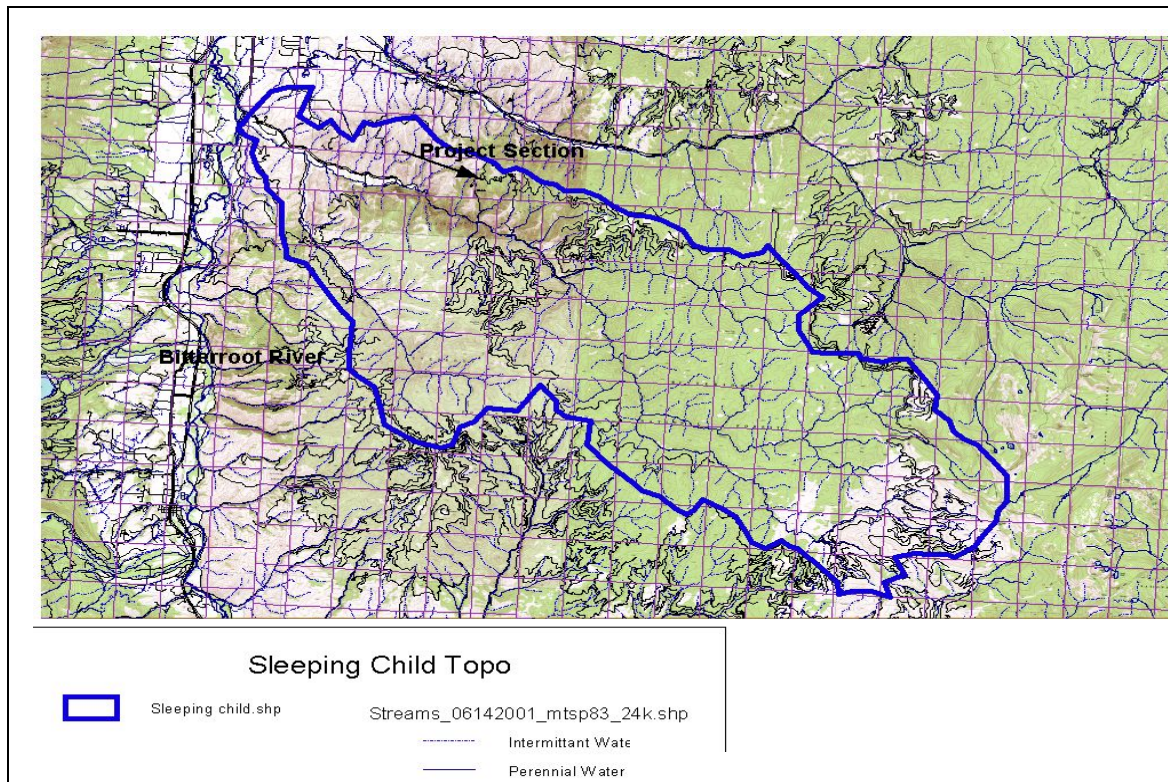 Project Section
Bitterroot River
Sleeping Child Topo
Sleeping child.shp
Streams_06142001_mtsp83_24k.shp
Intermittant Wate
Perennial Water